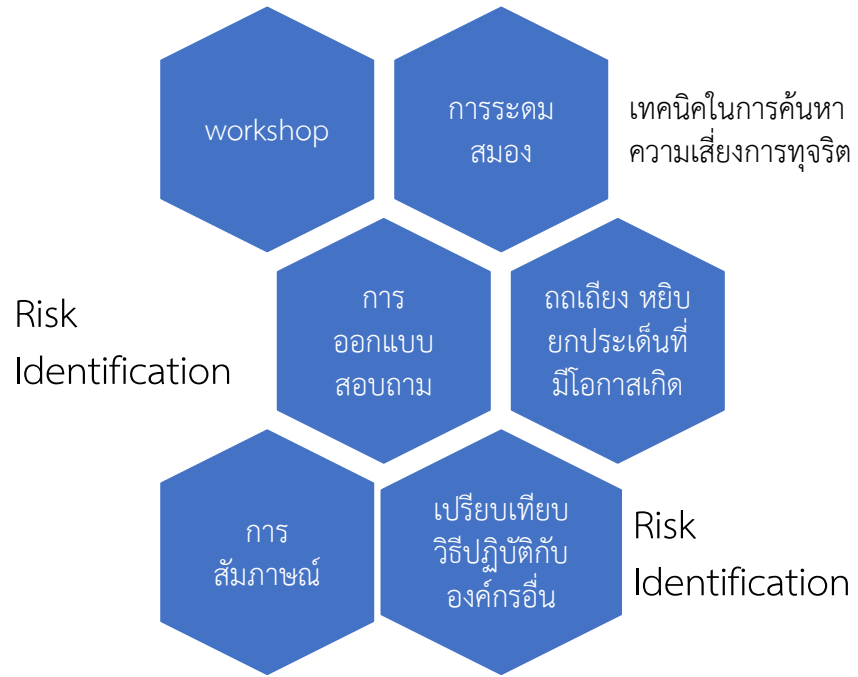 workshop
การระดม
สมอง
เทคนิคในการค้นหา
ความเสี่ยงการทุจริต
Risk
Identification
การ
ออกแบบ
สอบถาม
ถถเถียง หยิบ
ยกประเด็นที่
มีโอกาสเกิด
การ
สัมภาษณ์
เปรียบเทียบ
วิธีปฏิบัติกับ
องค์กรอื่น
Risk
Identification